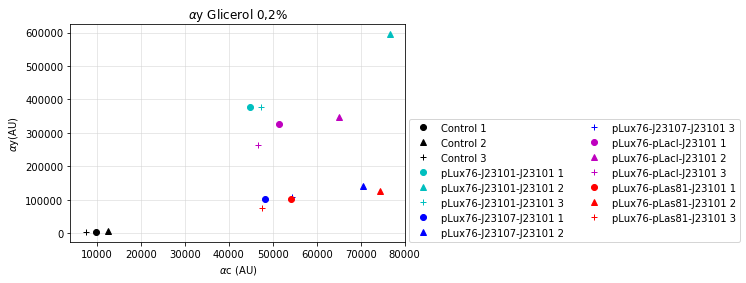 αy Glicerol 0,2%
αy(AU)
600000
500000
400000
300000
200000
100000
0
10000 20000 30000 40000 50000 60000 70000 80000
αc (AU)
Control 1
Control 2
Control 3
pLux76-J23101-J23101 1
pLux76-J23101-J23101 2
pLux76-J23101-J23101 3
pLux76-J23107-J23101 1
pLux76-J23107-J23101 2
pLux76-J23107-J23101 3
pLux76-pLacI-J23101 1
pLux76-pLacI-J23101 2
pLux76-pLacI-J23101 3
pLux76-pLas81-J23101 1
pLux76-pLas81-J23101 2
pLux76-pLas81-J23101 3